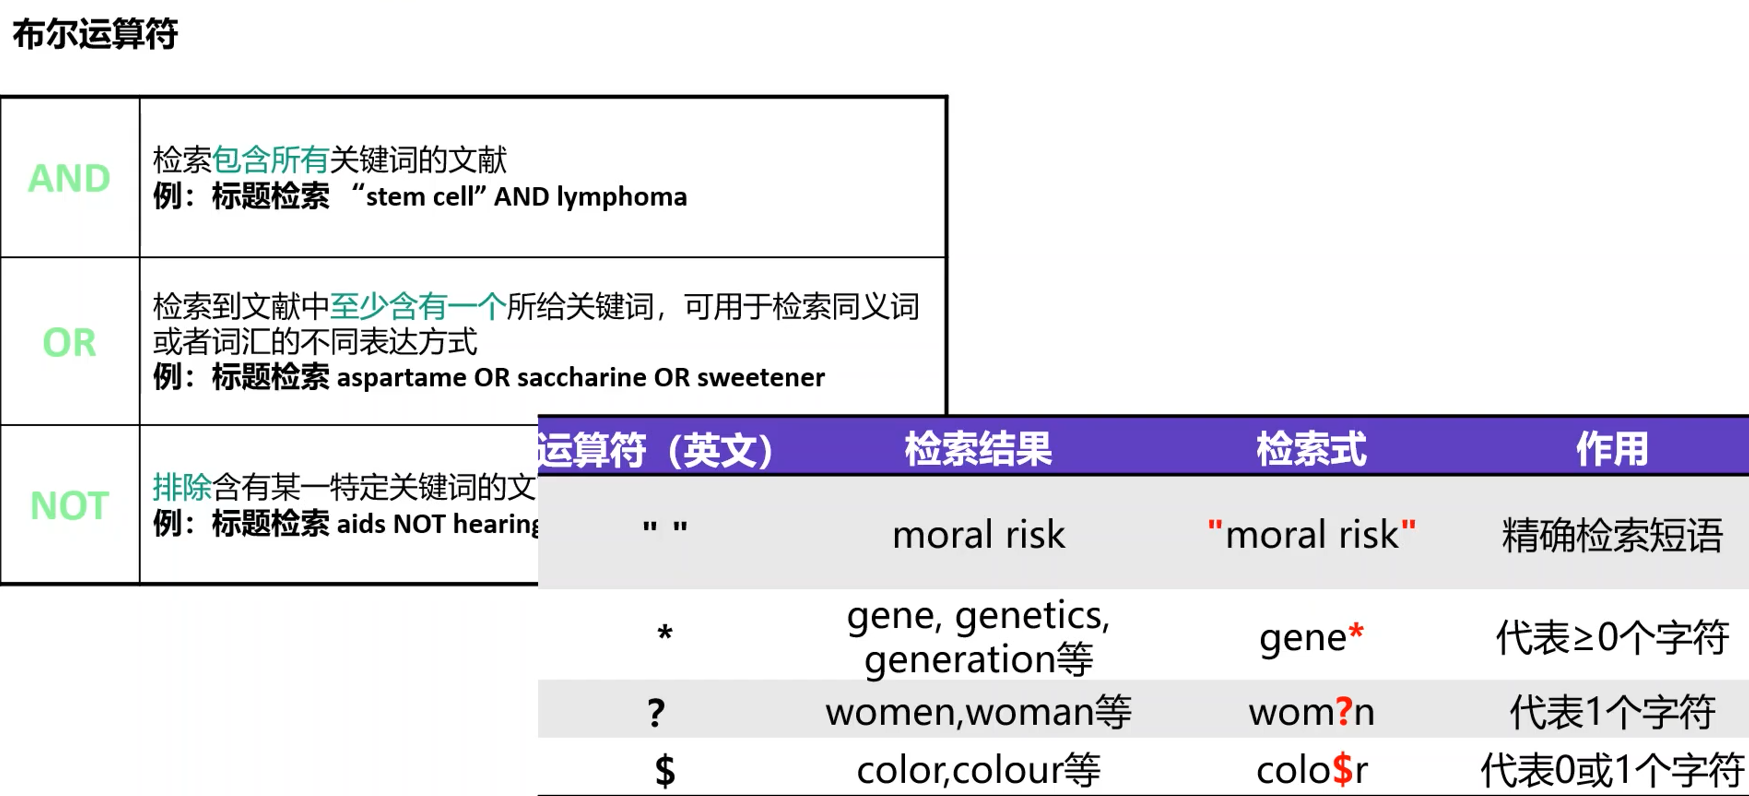 布尔运算符
AND
检索包含所有关键词的文献
例：标题检索 “stem cell” AND lymphoma
OR
检索到文献中至少含有一个所给关键词，可用于检索同义词
或者词汇的不同表达方式
例：标题检索 aspartame OR saccharine OR sweetener
NOT
排除含有某一特定关键词的文
例：标题检索 aids NOT hearing
运算符（英文） 检索结果 检索式 作用
" " moral risk "moral risk" 精确检索短语
* gene, genetics,
generation等 gene* 代表≥0个字符
? women,woman等 wom?n 代表1个字符
$ color,colour等 colo$r 代表0或1个字符